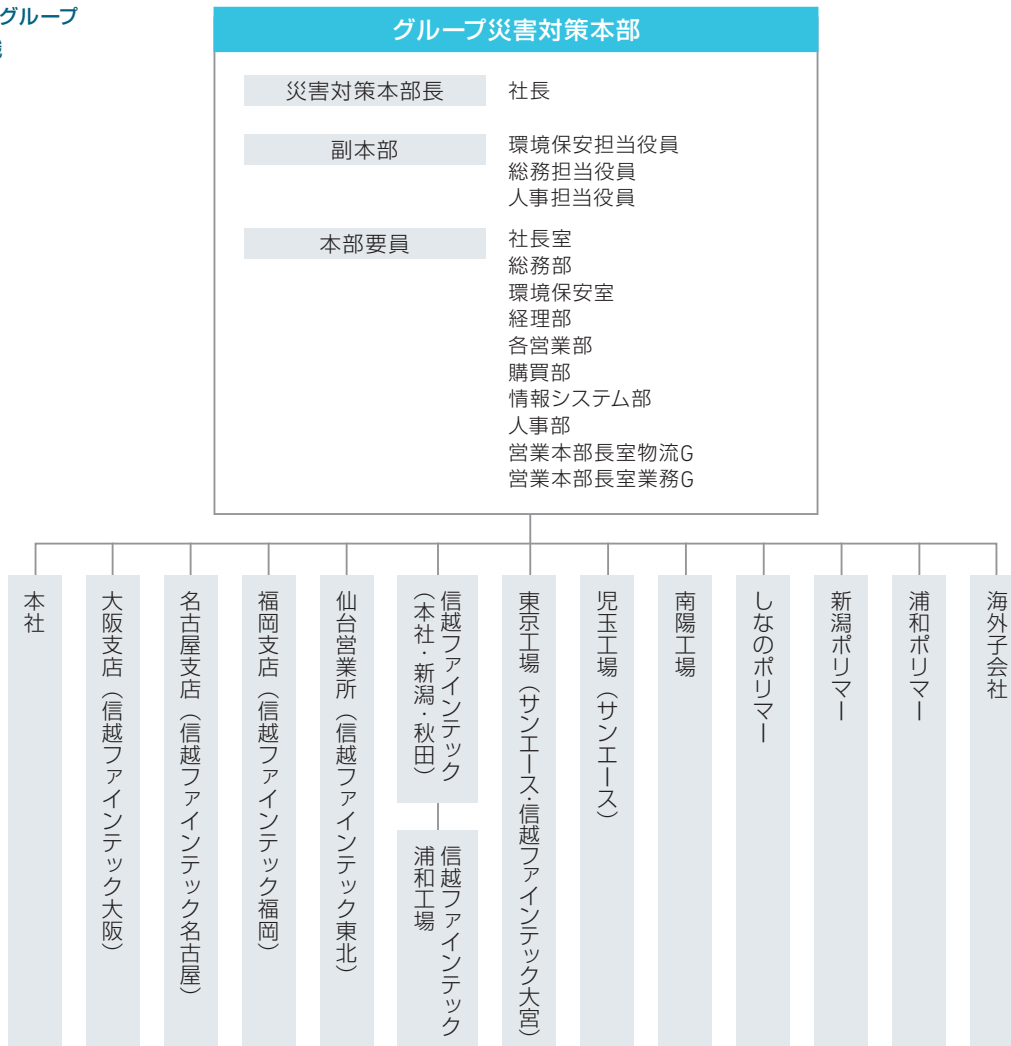 グループ
グループ災害対策本部
災害対策本部長
社長
副本部
環境保安担当役員
総務担当役員
人事担当役員
本部要員
社長室
総務部
環境保安室
経理部
各営業部
購買部
情報システム部
人事部
営業本部長室物流G
営業本部長室業務G
本社
大阪支店（信越ファインテック大阪）
名古屋支店（信越ファインテック名古屋）
福岡支店（信越ファインテック福岡）
仙台営業所（信越ファインテック東北）
信越ファインテック
（本社・新潟・秋田）
信越ファインテック
浦和工場
東京工場（サンエース・信越ファインテック大宮）
児玉工場（サンエース）
南陽工場
しなのポリマー
新潟ポリマー
浦和ポリマー
海外子会社